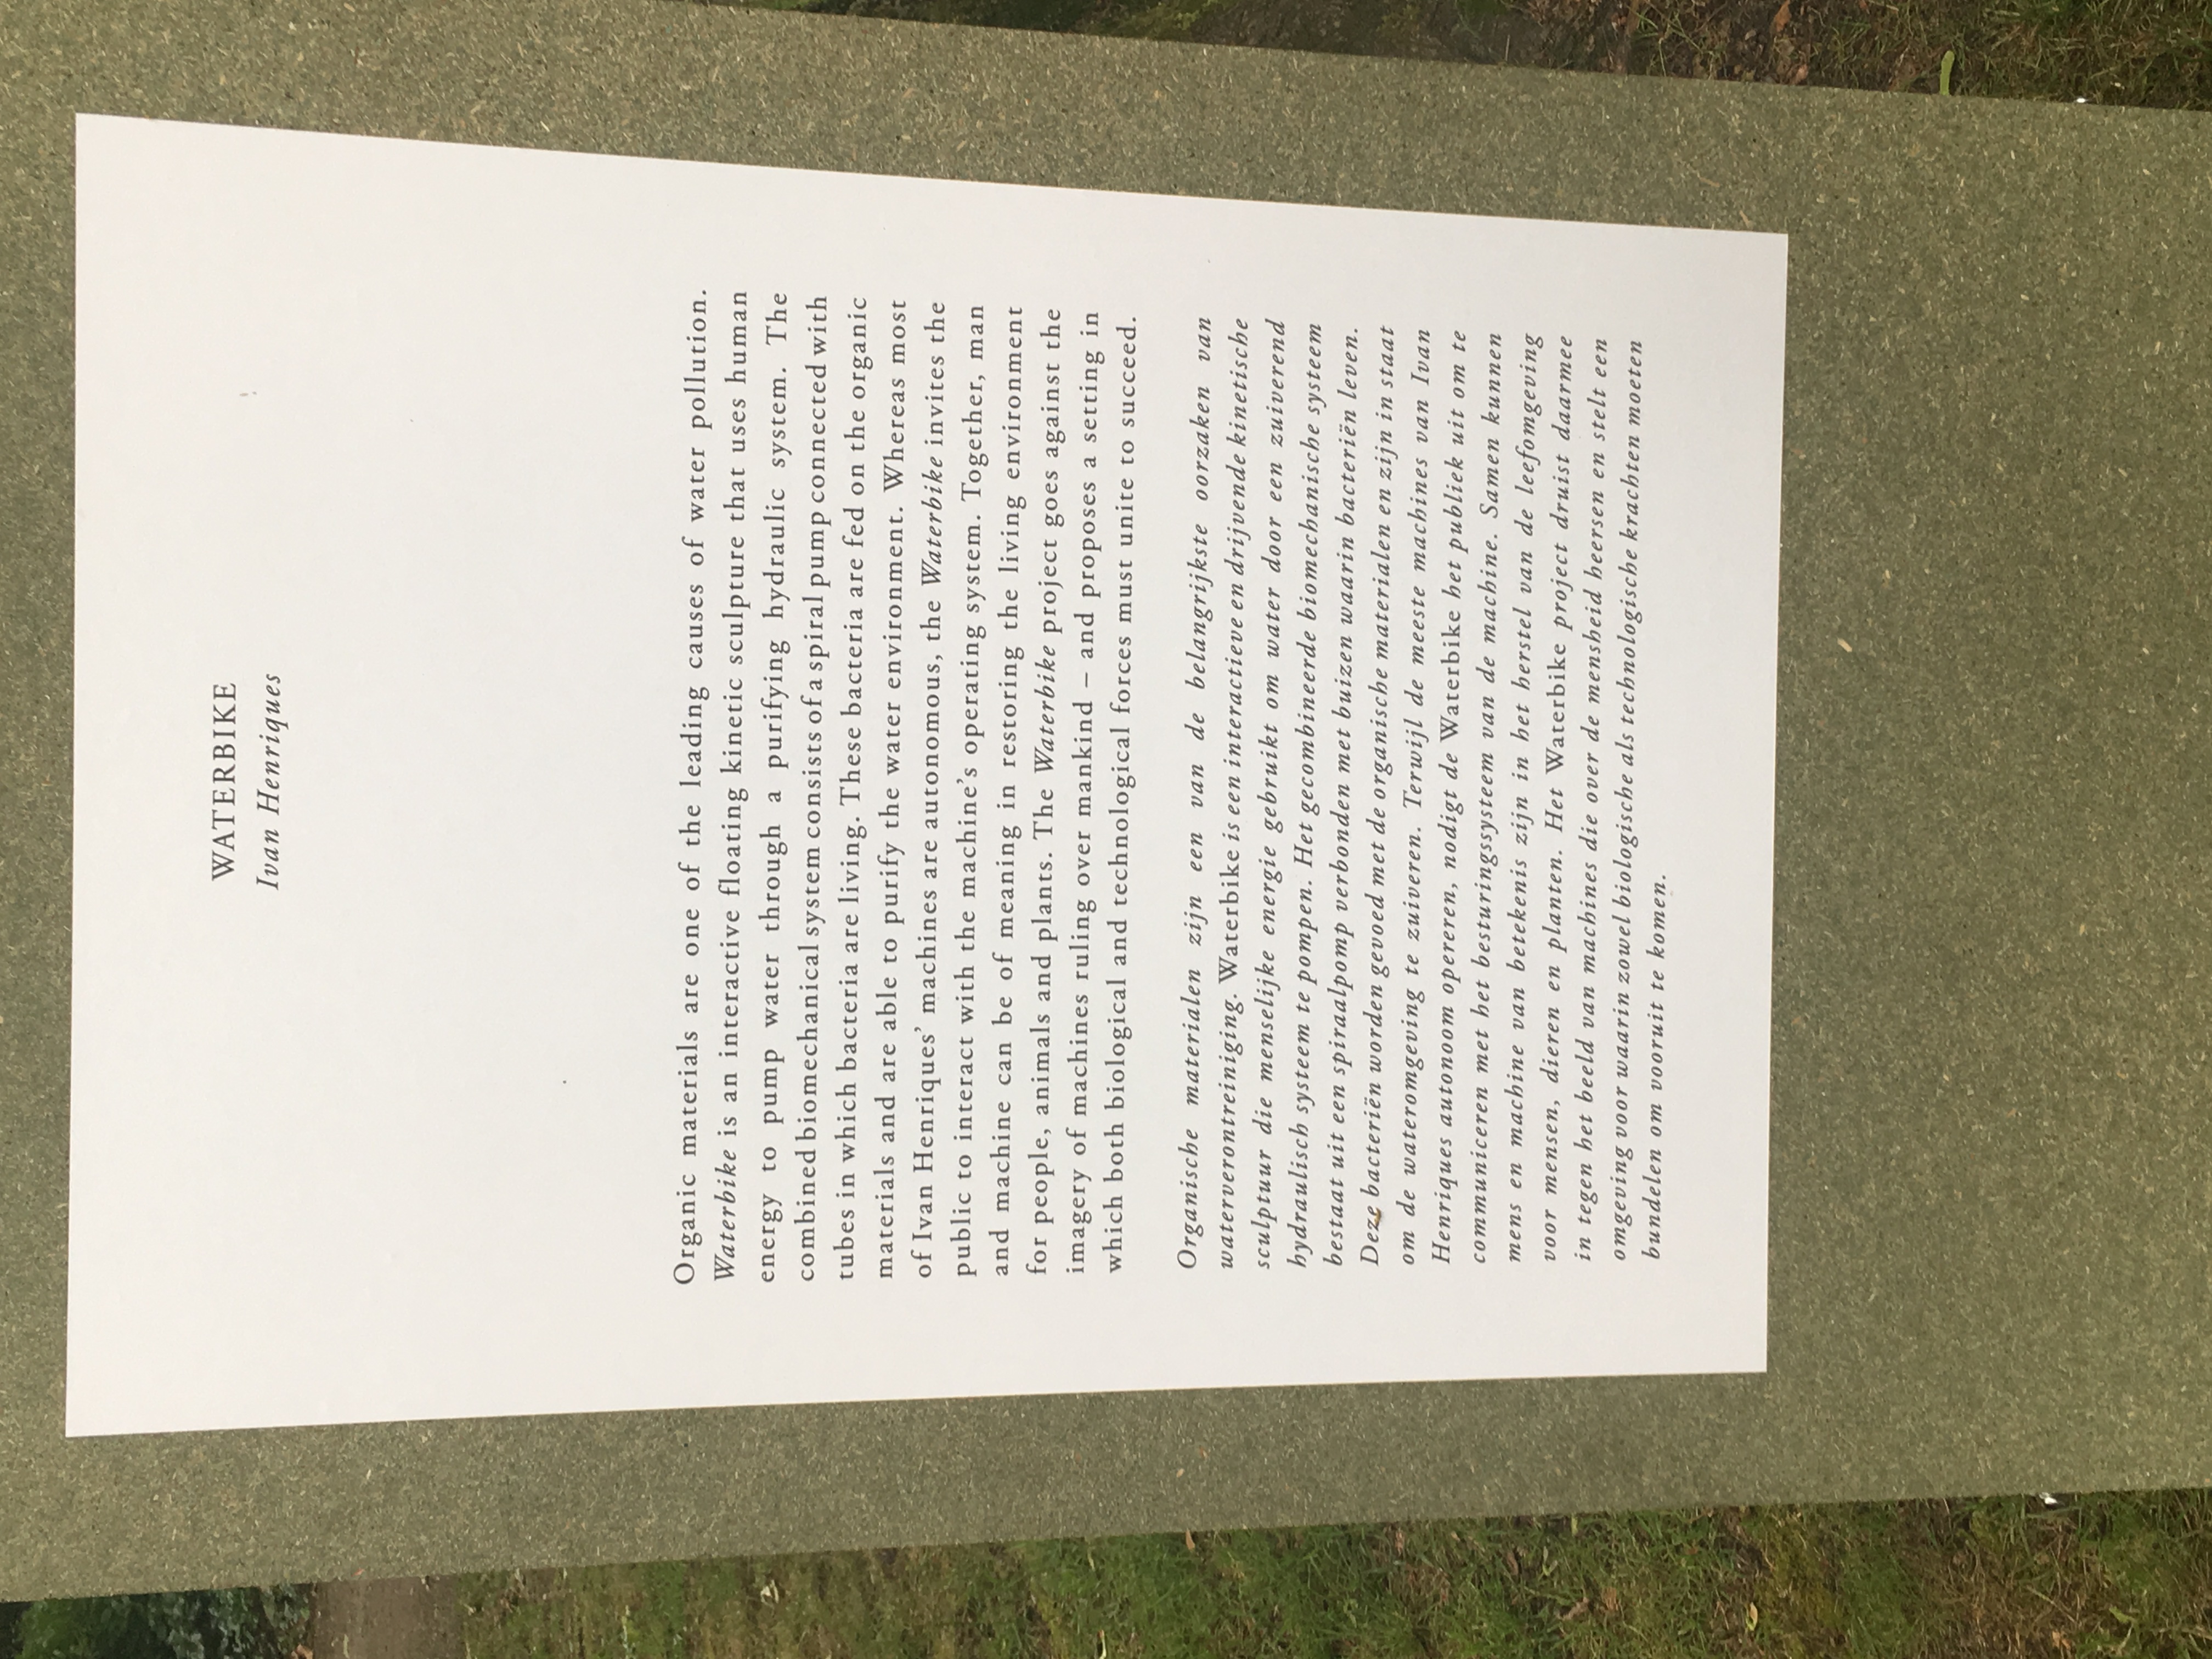 WATERBIKE
Ivan Henriques
Organic materials are one of the leading causes of water pollution.
Waterbike is an interactive floating kinetic sculpture that uses human
energy to pump water through a purifying hydraulic system. The
combined biomechanical system consists of a spiral pump connected with
tubes in which bacteria are living. These bacteria are fed on the organic
materials and are able to purify the water environment. Whereas most
of Ivan Henriques’ machines are autonomous, the Waterbike invites the
public to interact with the machine’s operating system. Together, man
and machine can be of meaning in restoring the living environment
for people, animals and plants. The Waterbike project goes against the
imagery of machines ruling over mankind – and proposes a setting in
which both biological and technological forces must unite to succeed.
Organische materialen zijn een van de belangrijkste oorzaken van
waterverontreiniging. Waterbike is een interactieve en drijvende kinetische
sculptuur die menselijke energie gebruikt om water door een zuiverend
hydraulisch systeem te pompen. Het gecombineerde biomechanische systeem
bestaat uit een spiraalpomp verbonden met buizen waarin bacteriën leven.
Deze bacteriën worden gevoed met de organische materialen en zijn in staat
om de wateromgeving te zuiveren. Terwijl de meeste machines van Ivan
Henriques autonoom opereren, nodigt de Waterbike het publiek uit om te
communiceren met het besturingssysteem van de machine. Samen kunnen
mens en machine van betekenis zijn in het herstel van de leefomgeving
voor mensen, dieren en planten. Het Waterbike project druist daarmee
in tegen het beeld van machines die over de mensheid heersen en stelt een
omgeving voor waarin zowel biologische als technologische krachten moeten
bundelen om vooruit te komen.